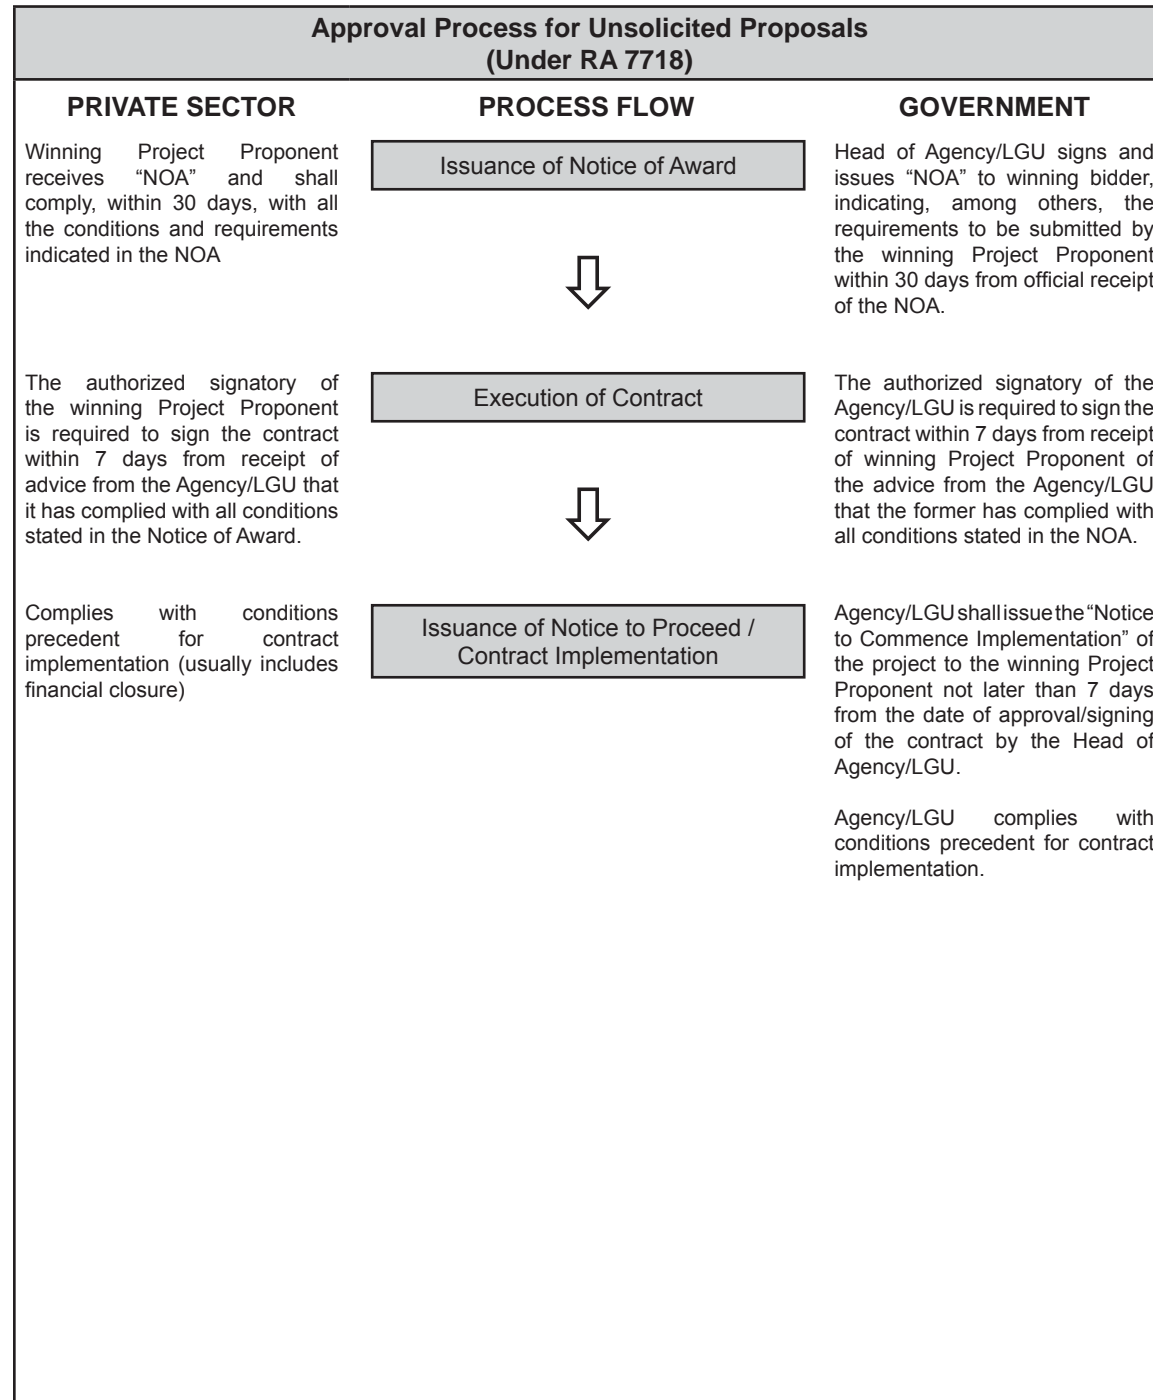 Approval Process for Unsolicited Proposals
(Under RA 7718)
PRIVATE SECTOR
PROCESS FLOW
GOVERNMENT
Winning Project Proponent
receives “NOA” and shall
comply, within 30 days, with all
the conditions and requirements
indicated in the NOA
Issuance of Notice of Award
Head of Agency/LGU signs and
issues “NOA” to winning bidder,
indicating, among others, the
requirements to be submitted by
the winning Project Proponent
within 30 days from official receipt
of the NOA.
The authorized signatory of
the winning Project Proponent
is required to sign the contract
within 7 days from receipt of
advice from the Agency/LGU that
it has complied with all conditions
stated in the Notice of Award.
Execution of Contract
The authorized signatory of the
Agency/LGU is required to sign the
contract within 7 days from receipt
of winning Project Proponent of
the advice from the Agency/LGU
that the former has complied with
all conditions stated in the NOA.
Complies with conditions
precedent for contract
implementation (usually includes
financial closure)
Issuance of Notice to Proceed /
Contract Implementation
Agency/LGU shall issue the “Notice
to Commence Implementation” of
the project to the winning Project
Proponent not later than 7 days
from the date of approval/signing
of the contract by the Head of
Agency/LGU.
Agency/LGU complies with
conditions precedent for contract
implementation.